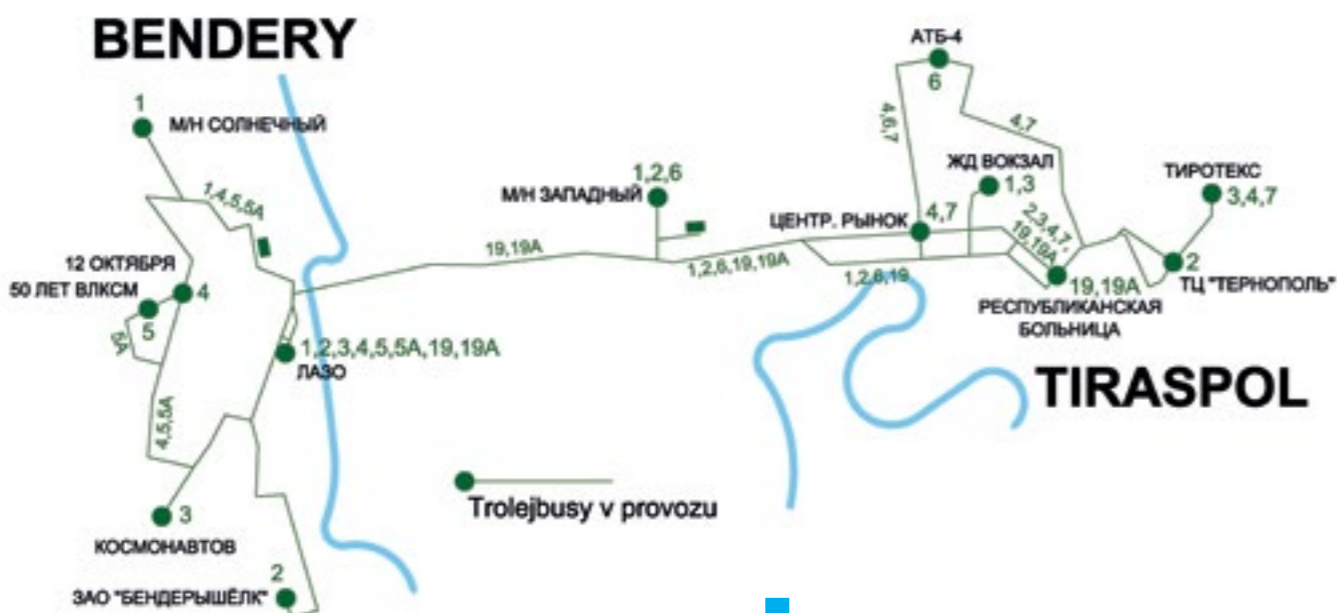 BENDERY
АТБ-4
6
1
М/Н СОЛНЕЧНЫЙ
4,6,7
4,7
ЖД ВОКЗАЛ
1,3
ТИРОТЕКС
3,4,7
1,2,6
М/Н ЗАПАДНЫЙ
1,4,5,5А
ЦЕНТР. РЫНОК
4,7
2,3,4,7,
19,19А
19,19А
1,2,6,19,19А
1,2,6,19
12 ОКТЯБРЯ
50 ЛЕТ ВЛКСМ
4
5
5А
2
ТЦ "ТЕРНОПОЛЬ"
19,19А
РЕСПУБЛИКАНСКАЯ
БОЛЬНИЦА
1,2,3,4,5,5А,19,19А
ЛАЗО
TIRASPOL
4,5,5А
Trolejbusy v provozu
3
КОСМОНАВТОВ
2
ЗАО "БЕНДЕРЫШЁЛК"